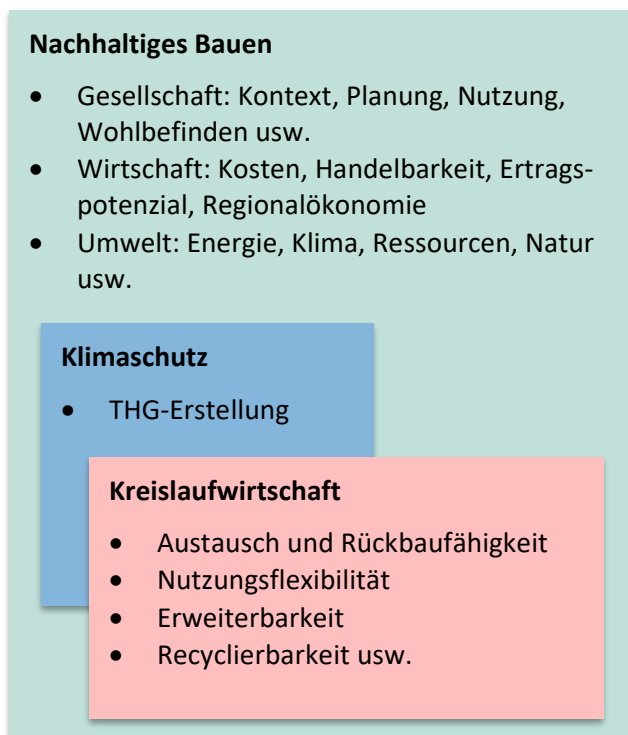 Nachhaltiges Bauen
• Gesellschaft: Kontext, Planung, Nutzung,
Wohlbefinden usw.
• Wirtschaft: Kosten, Handelbarkeit, Ertrags-
potenzial, Regionalökonomie
• Umwelt: Energie, Klima, Ressourcen, Natur
usw.
Klimaschutz
• THG-Erstellung
Kreislaufwirtschaft
• Austausch und Rückbaufähigkeit
• Nutzungsflexibilität
• Erweiterbarkeit
• Recyclierbarkeit usw.